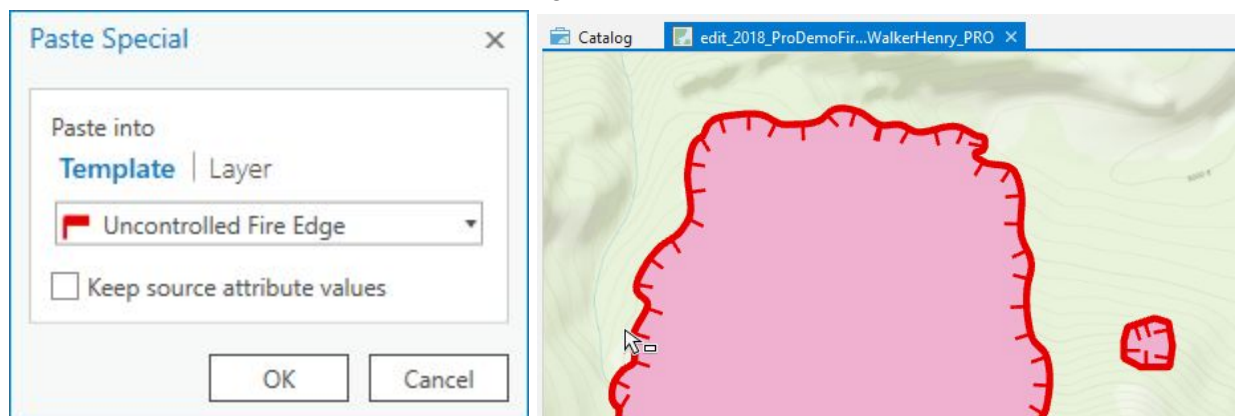 Paste Special
Paste into
Template | Layer
Uncontrolled Fire Edge
Keep source attribute values
OK Cancel
Catalog
edit_2018_ProDemoFir...WalkerHenry_PRO